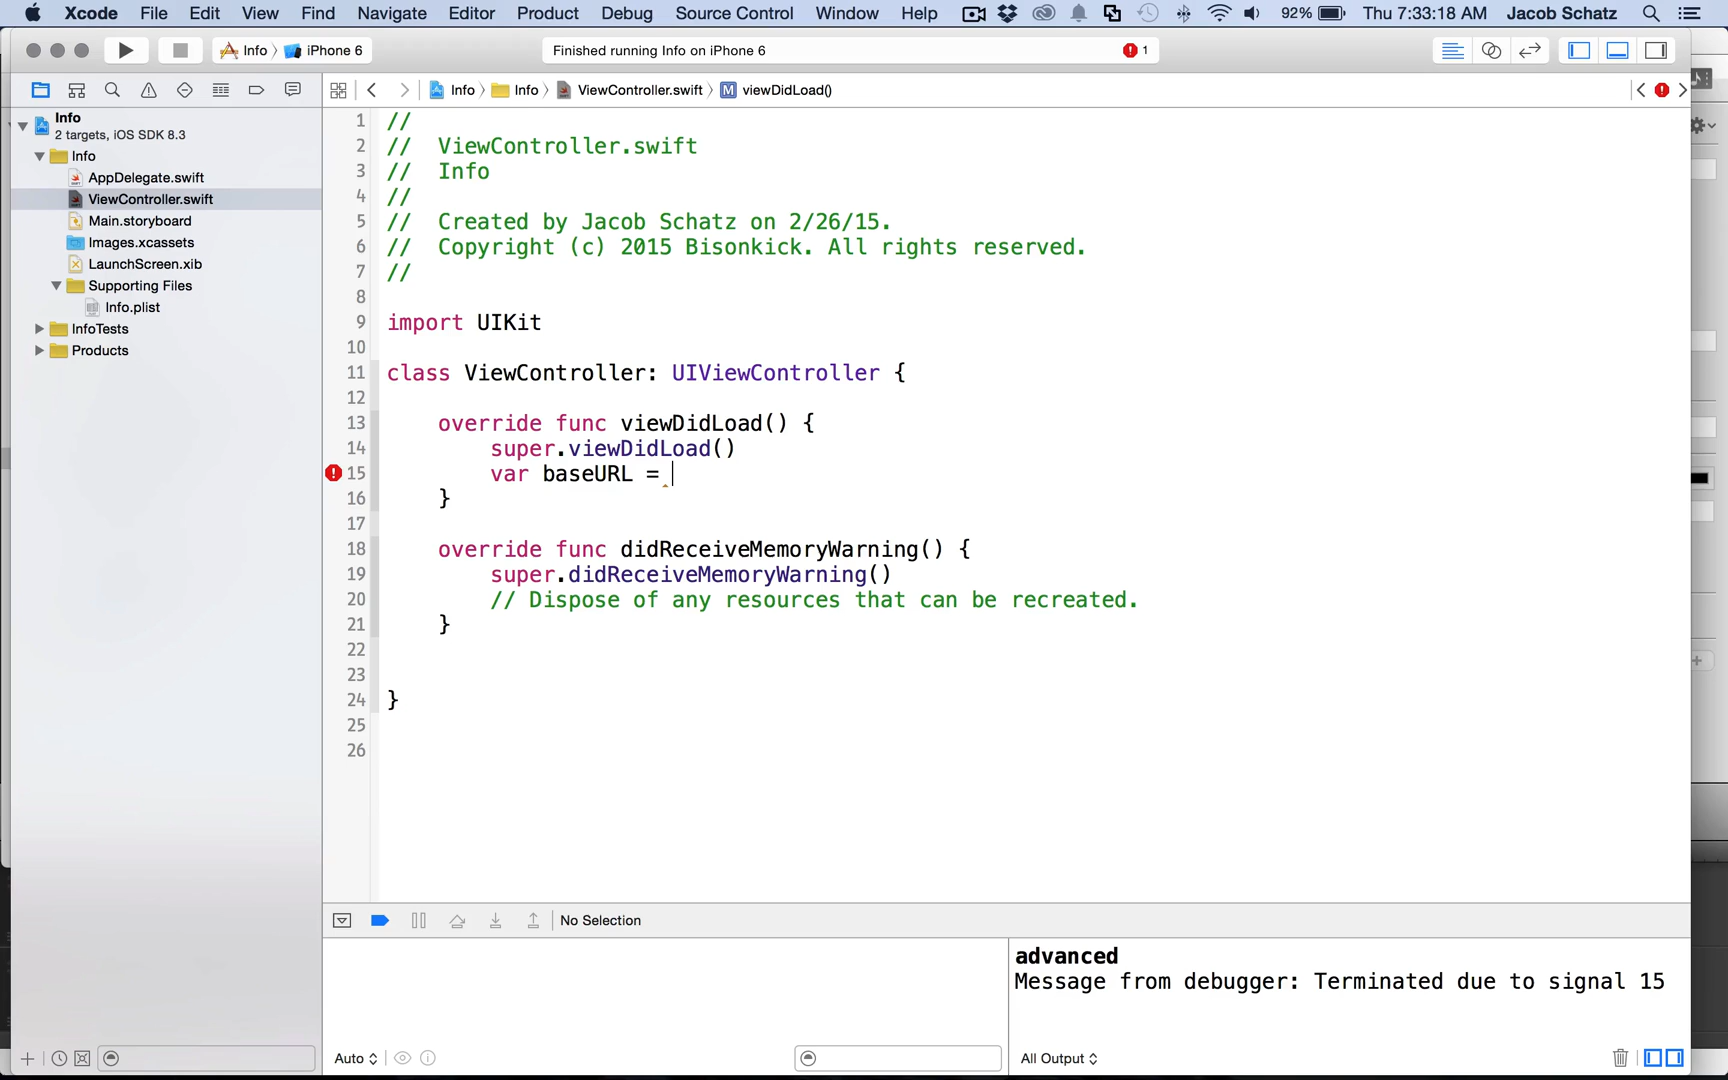 Xcode File Edit View Find Navigate Editor Product Debug Source Control Window Help 92% Thu 7:33:18 AM Jacob Schatz
Info iPhone 6 Finished running Info on iPhone 6 1
Info Info ViewController.swift M viewDidLoad()
Info
2 targets, iOS SDK 8.3
Info
AppDelegate.swift
ViewController.swift
Main.storyboard
Images.xcassets
LaunchScreen.xib
Supporting Files
Info.plist
InfoTests
Products
1 //
2 // ViewController.swift
3 // Info
4 //
5 // Created by Jacob Schatz on 2/26/15.
6 // Copyright (c) 2015 Bisonkick. All rights reserved.
7 //
8
9 import UIKit
10
11 class ViewController: UIViewController {
12
13 override func viewDidLoad() {
14 super.viewDidLoad()
15 var baseURL =
16 }
17
18 override func didReceiveMemoryWarning() {
19 super.didReceiveMemoryWarning()
20 // Dispose of any resources that can be recreated.
21 }
22
23
24 }
25
26
No Selection
advanced
Message from debugger: Terminated due to signal 15
Auto
All Output